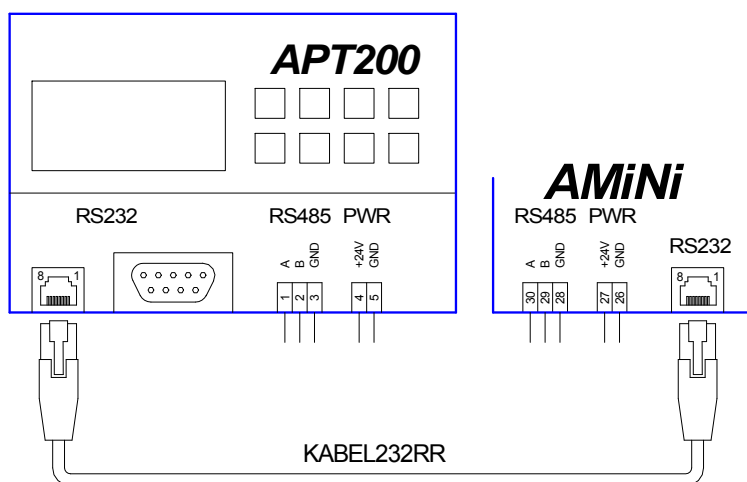 APT200
RS232
RS485 PWR
A B GND +24V GND
8 1
1 2 3 4 5
AMiNi
RS485 PWR
RS232
A B GND +24V GND
8 1
30 29 28 27 26
KABEL232RR